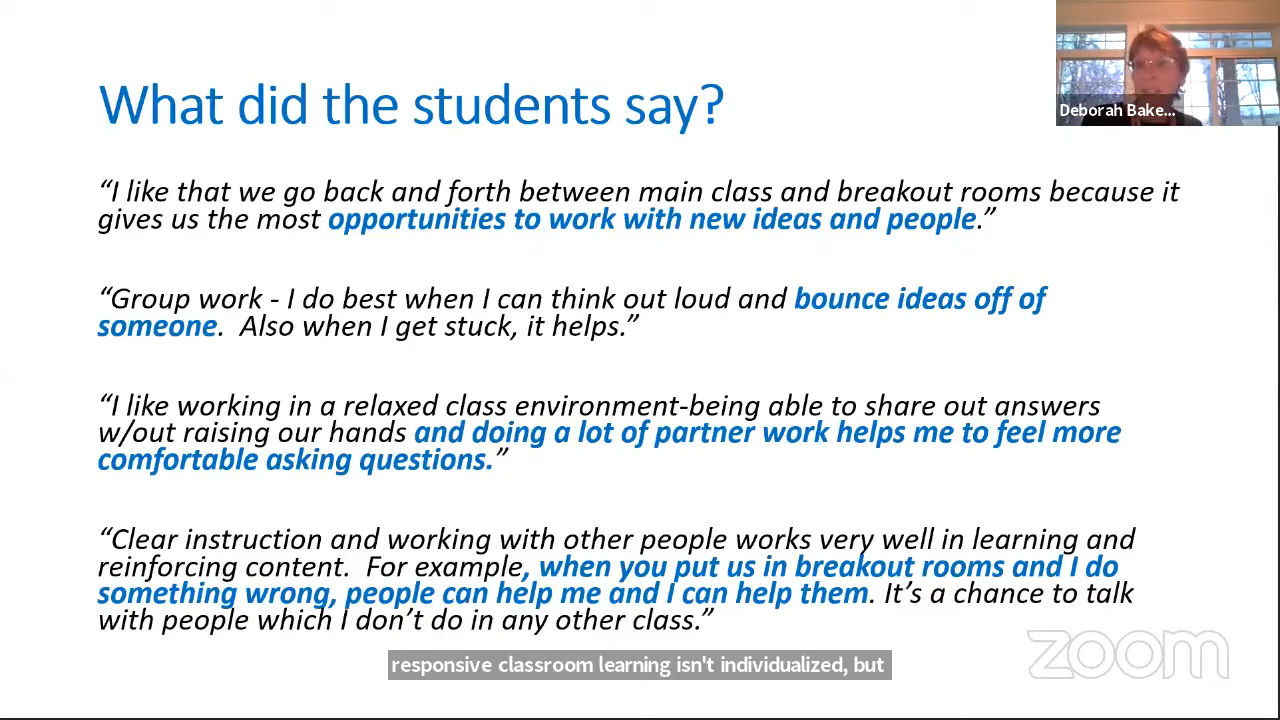 What did the students say?
Deborah Bake...
“I like that we go back and forth between main class and breakout rooms because it
gives us the most opportunities to work with new ideas and people.”
“Group work - I do best when I can think out loud and bounce ideas off of
someone.  Also when I get stuck, it helps.”
“I like working in a relaxed class environment-being able to share out answers
w/out raising our hands and doing a lot of partner work helps me to feel more
comfortable asking questions.”
“Clear instruction and working with other people works very well in learning and
reinforcing content.  For example, when you put us in breakout rooms and I do
something wrong, people can help me and I can help them. It’s a chance to talk
with people which I don’t do in any other class.”
zoom
responsive classroom learning isn't individualized, but